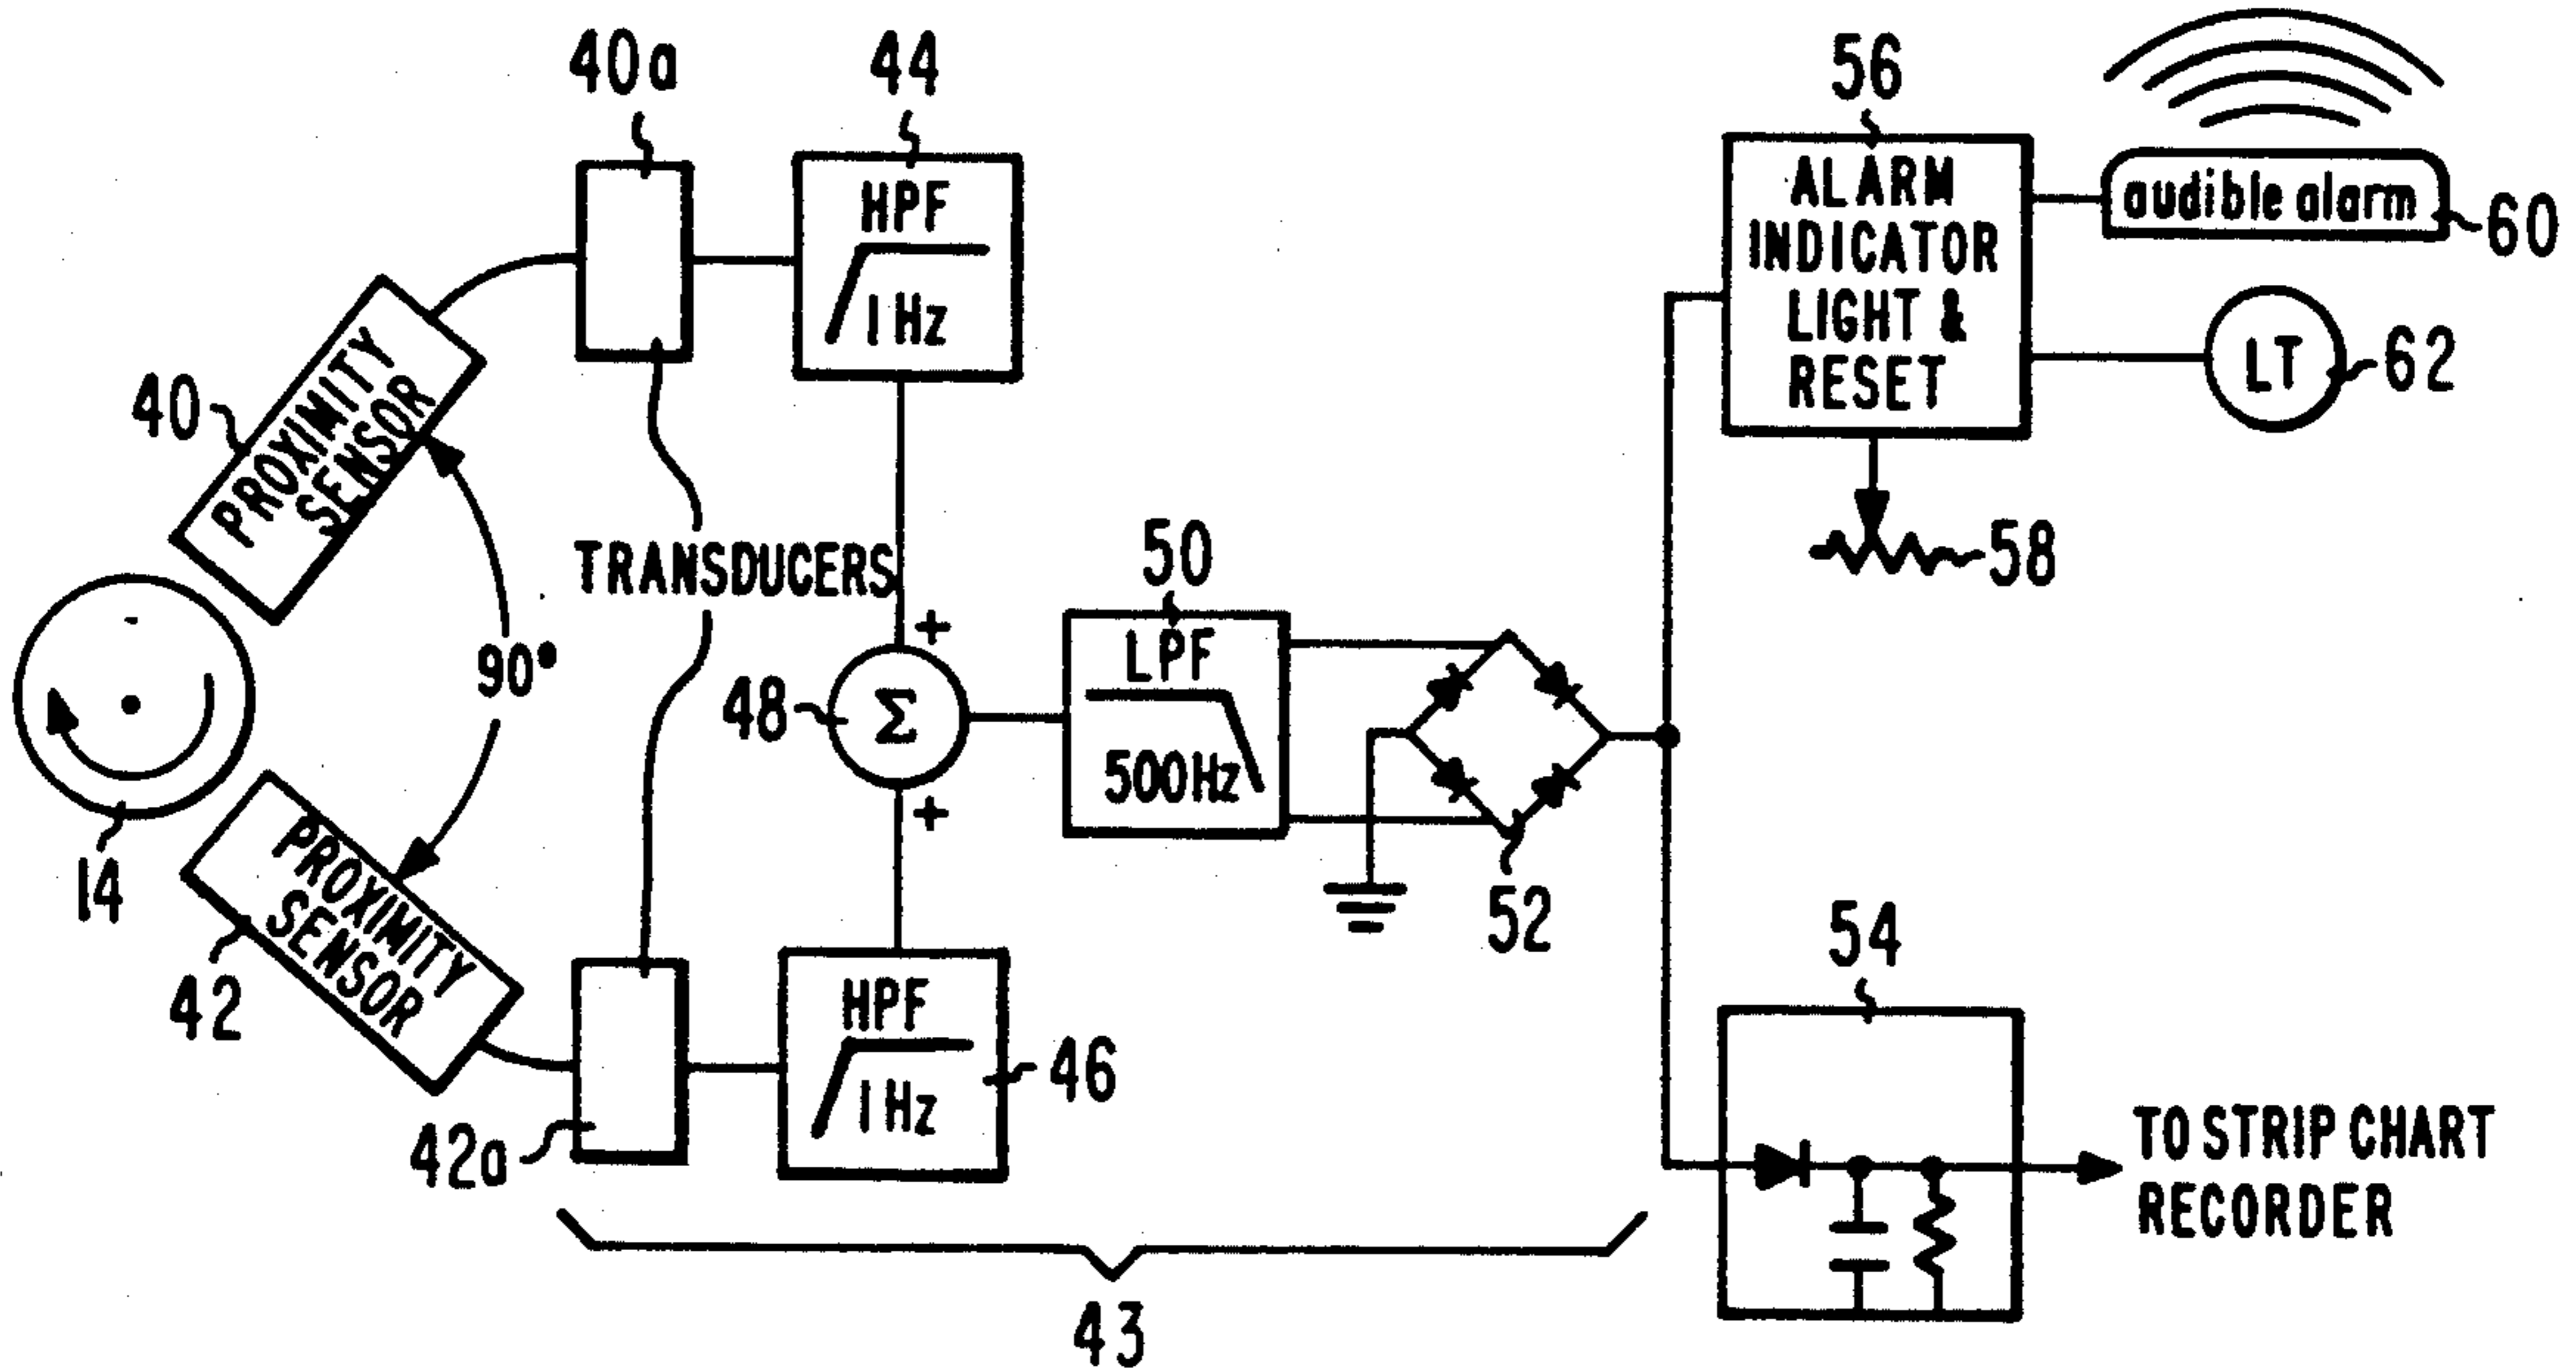 40a
44
HPF
1 Hz
40
PROXIMITY
SENSOR
90°
14
PROXIMITY
SENSOR
42
42a
TRANSDUCERS
+
48
Σ
+
HPF
1 Hz
46
50
LPF
500Hz
52
43
56
ALARM
INDICATOR
LIGHT &
RESET
audible alarm
60
LT
62
58
54
TO STRIP CHART
RECORDER